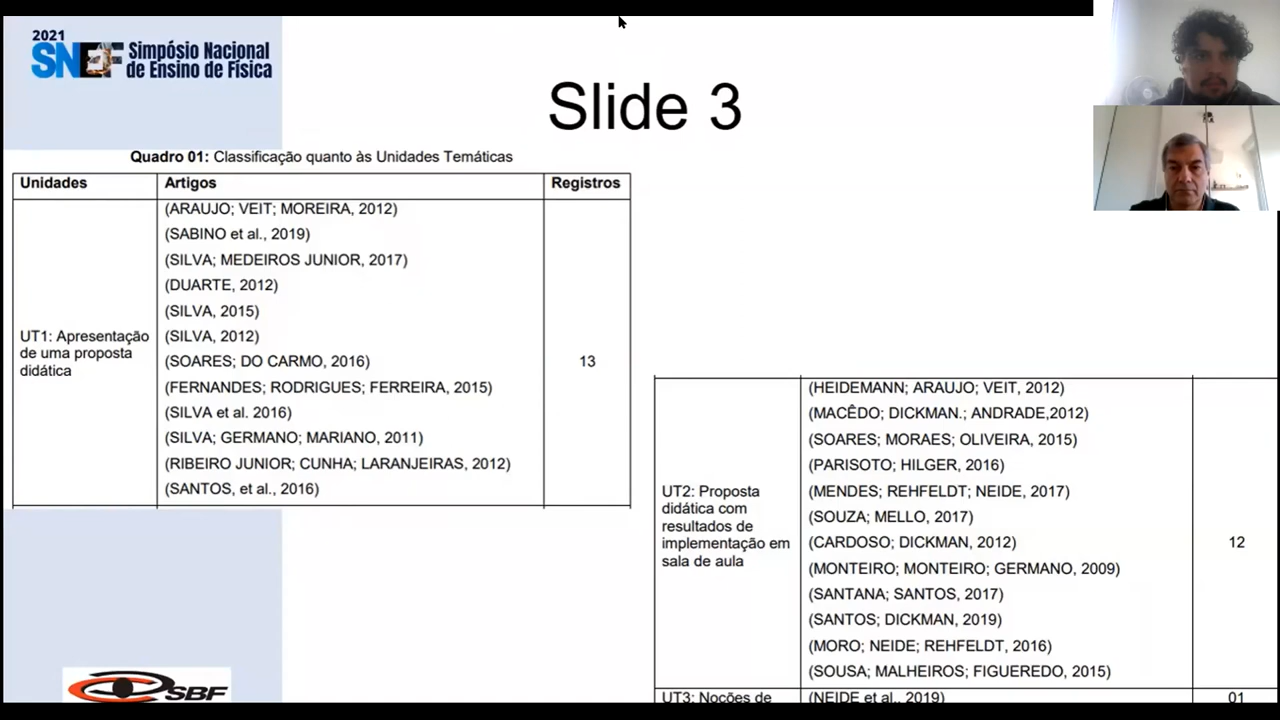 2021
SNEF Simpósio Nacional
de Ensino de Física
Slide 3
Quadro 01: Classificação quanto às Unidades Temáticas
Unidades Artigos Registros
UT1: Apresentação
de uma proposta
didática
(ARAUJO; VEIT; MOREIRA, 2012)
(SABINO et al., 2019)
(SILVA; MEDEIROS JUNIOR, 2017)
(DUARTE, 2012)
(SILVA, 2015)
(SILVA, 2012)
(SOARES; DO CARMO, 2016)
(FERNANDES; RODRIGUES; FERREIRA, 2015)
(SILVA et al. 2016)
(SILVA; GERMANO; MARIANO, 2011)
(RIBEIRO JUNIOR; CUNHA; LARANJEIRAS, 2012)
(SANTOS, et al., 2016)
13
UT2: Proposta
didática com
resultados de
implementação em
sala de aula
(HEIDEMANN; ARAUJO; VEIT, 2012)
(MACÊDO; DICKMAN.; ANDRADE,2012)
(SOARES; MORAES; OLIVEIRA, 2015)
(PARISOTO; HILGER, 2016)
(MENDES; REHFELDT; NEIDE, 2017)
(SOUZA; MELLO, 2017)
(CARDOSO; DICKMAN, 2012)
(MONTEIRO; MONTEIRO; GERMANO, 2009)
(SANTANA; SANTOS, 2017)
(SANTOS; DICKMAN, 2019)
(MORO; NEIDE; REHFELDT, 2016)
(SOUSA; MALHEIROS; FIGUEREDO, 2015)
12
UT3: Noções de (NEIDE et al., 2019) 01
SBF